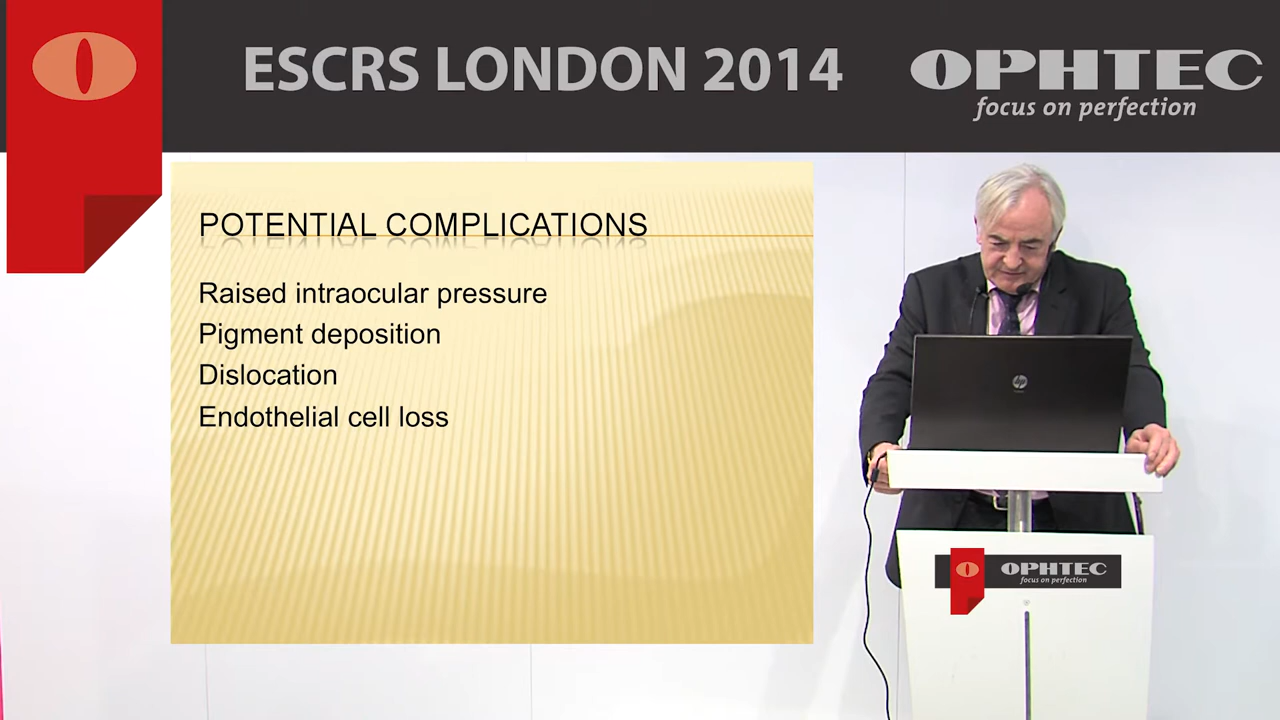 ESCRS LONDON 2014
OPHTEC
focus on perfection
POTENTIAL COMPLICATIONS
Raised intraocular pressure
Pigment deposition
Dislocation
Endothelial cell loss
hp
OPHTEC
focus on perfection